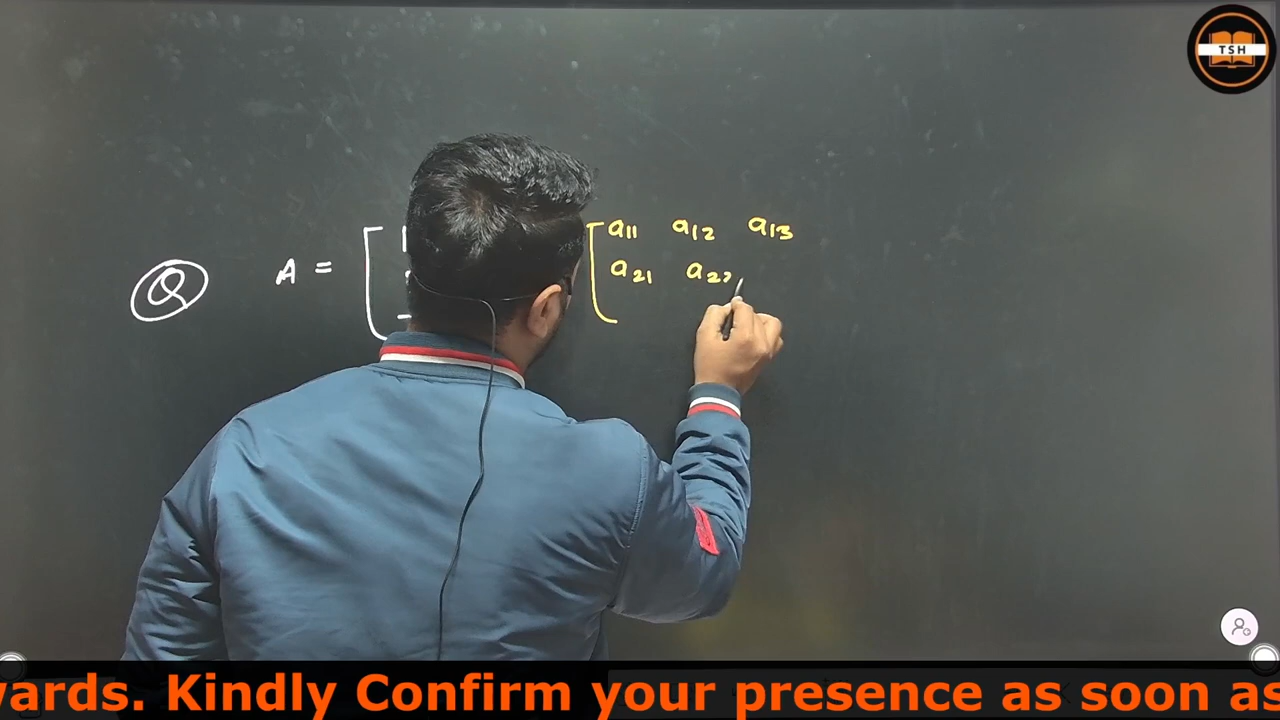 TSH
a11 a12 a13
Q A = [ [ a21 a22
wards. Kindly Confirm your presence as soon as